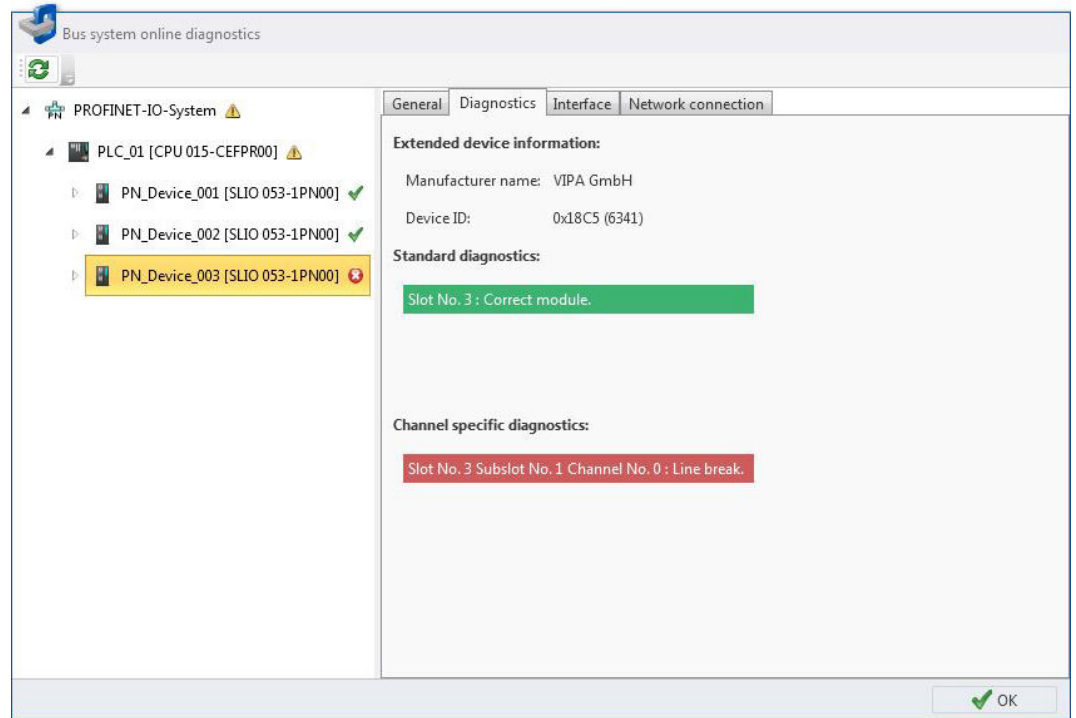 Bus system online diagnostics
PROFINET-IO-System
PLC_01 [CPU 015-CEFPR00]
PN_Device_001 [SLIO 053-1PN00]
PN_Device_002 [SLIO 053-1PN00]
PN_Device_003 [SLIO 053-1PN00]
General Diagnostics Interface Network connection
Extended device information:
Manufacturer name: VIPA GmbH
Device ID: 0x18C5 (6341)
Standard diagnostics:
Slot No. 3 : Correct module.
Channel specific diagnostics:
Slot No. 3 Subslot No. 1 Channel No. 0 : Line break.
OK